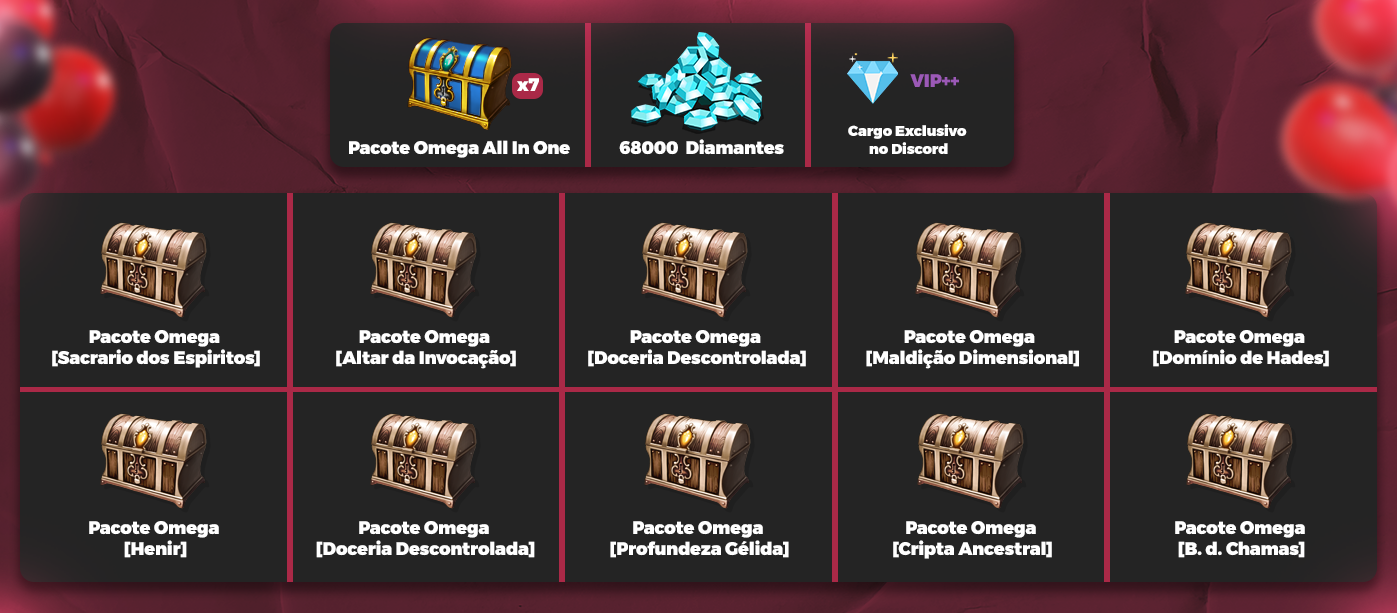 x7
Pacote Omega All In One
68000 Diamantes
VIP++
Cargo Exclusivo
no Discord
Pacote Omega
[Sacrario dos Espiritos]
Pacote Omega
[Altar da Invocação]
Pacote Omega
[Doceria Descontrolada]
Pacote Omega
[Maldição Dimensional]
Pacote Omega
[Domínio de Hades]
Pacote Omega
[Henir]
Pacote Omega
[Doceria Descontrolada]
Pacote Omega
[Profundeza Gélida]
Pacote Omega
[Cripta Ancestral]
Pacote Omega
[B. d. Chamas]